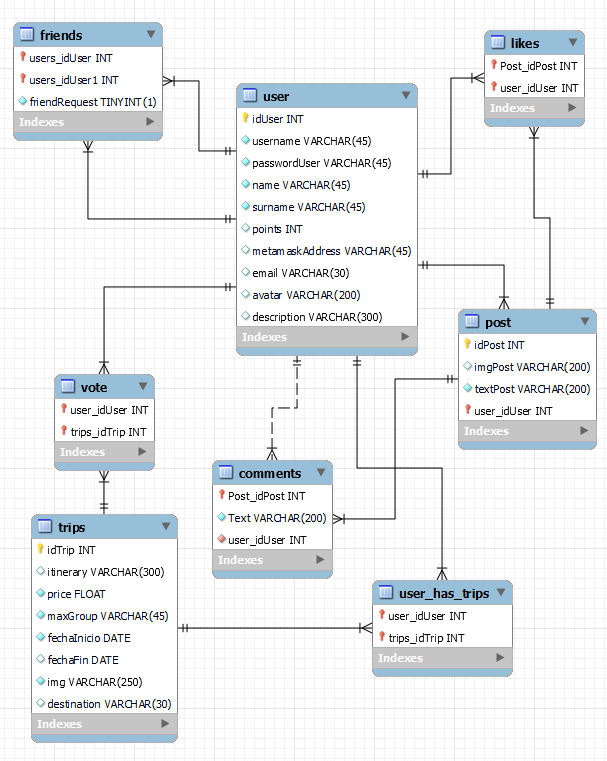 friends
users_idUser INT
users_idUser1 INT
friendRequest TINYINT(1)
Indexes
likes
Post_idPost INT
user_idUser INT
Indexes
user
idUser INT
username VARCHAR(45)
passwordUser VARCHAR(45)
name VARCHAR(45)
surname VARCHAR(45)
points INT
metamaskAddress VARCHAR(45)
email VARCHAR(30)
avatar VARCHAR(200)
description VARCHAR(300)
Indexes
post
idPost INT
imgPost VARCHAR(200)
textPost VARCHAR(200)
user_idUser INT
Indexes
vote
user_idUser INT
trips_idTrip INT
Indexes
comments
Post_idPost INT
Text VARCHAR(200)
user_idUser INT
Indexes
trips
idTrip INT
itinerary VARCHAR(300)
price FLOAT
maxGroup VARCHAR(45)
fechaInicio DATE
fechaFin DATE
img VARCHAR(250)
destination VARCHAR(30)
Indexes
user_has_trips
user_idUser INT
trips_idTrip INT
Indexes